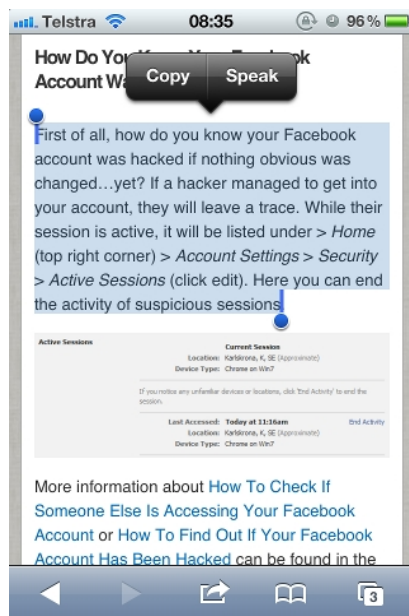 Telstra 08:35 96%
How Do You Know Your Facebook
Account Wa
Copy Speak
First of all, how do you know your Facebook
account was hacked if nothing obvious was
changed…yet? If a hacker managed to get into
your account, they will leave a trace. While their
session is active, it will be listed under > Home
(top right corner) > Account Settings > Security
> Active Sessions (click edit). Here you can end
the activity of suspicious sessions
Active Sessions Current Session
Location: Karlskrona, K, SE (Approximate)
Device Type: Chrome on Win7
If you notice any unfamiliar devices or locations, click 'End Activity' to end the
session.
Last Accessed: Today at 11:16am End Activity
Location: Karlskrona, K, SE (Approximate)
Device Type: Chrome on Win7
More information about How To Check If
Someone Else Is Accessing Your Facebook
Account or How To Find Out If Your Facebook
Account Has Been Hacked can be found in the
3